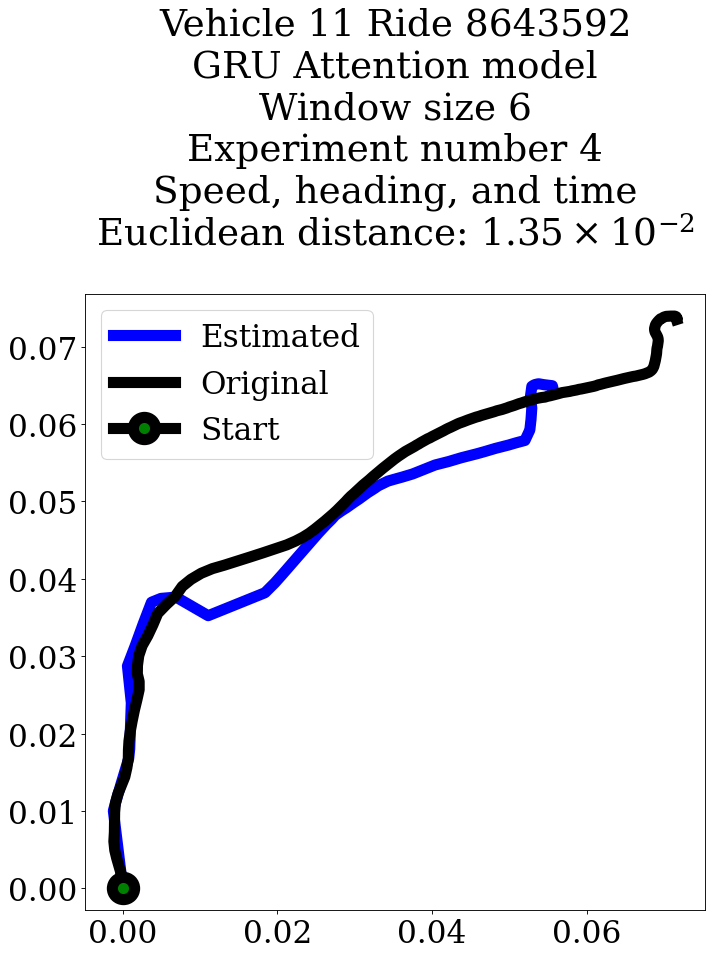 Vehicle 11 Ride 8643592
GRU Attention model
Window size 6
Experiment number 4
Speed, heading, and time
Euclidean distance: 1.35 × 10⁻²
Estimated
Original
Start
0.07
0.06
0.05
0.04
0.03
0.02
0.01
0.00
0.00 0.02 0.04 0.06